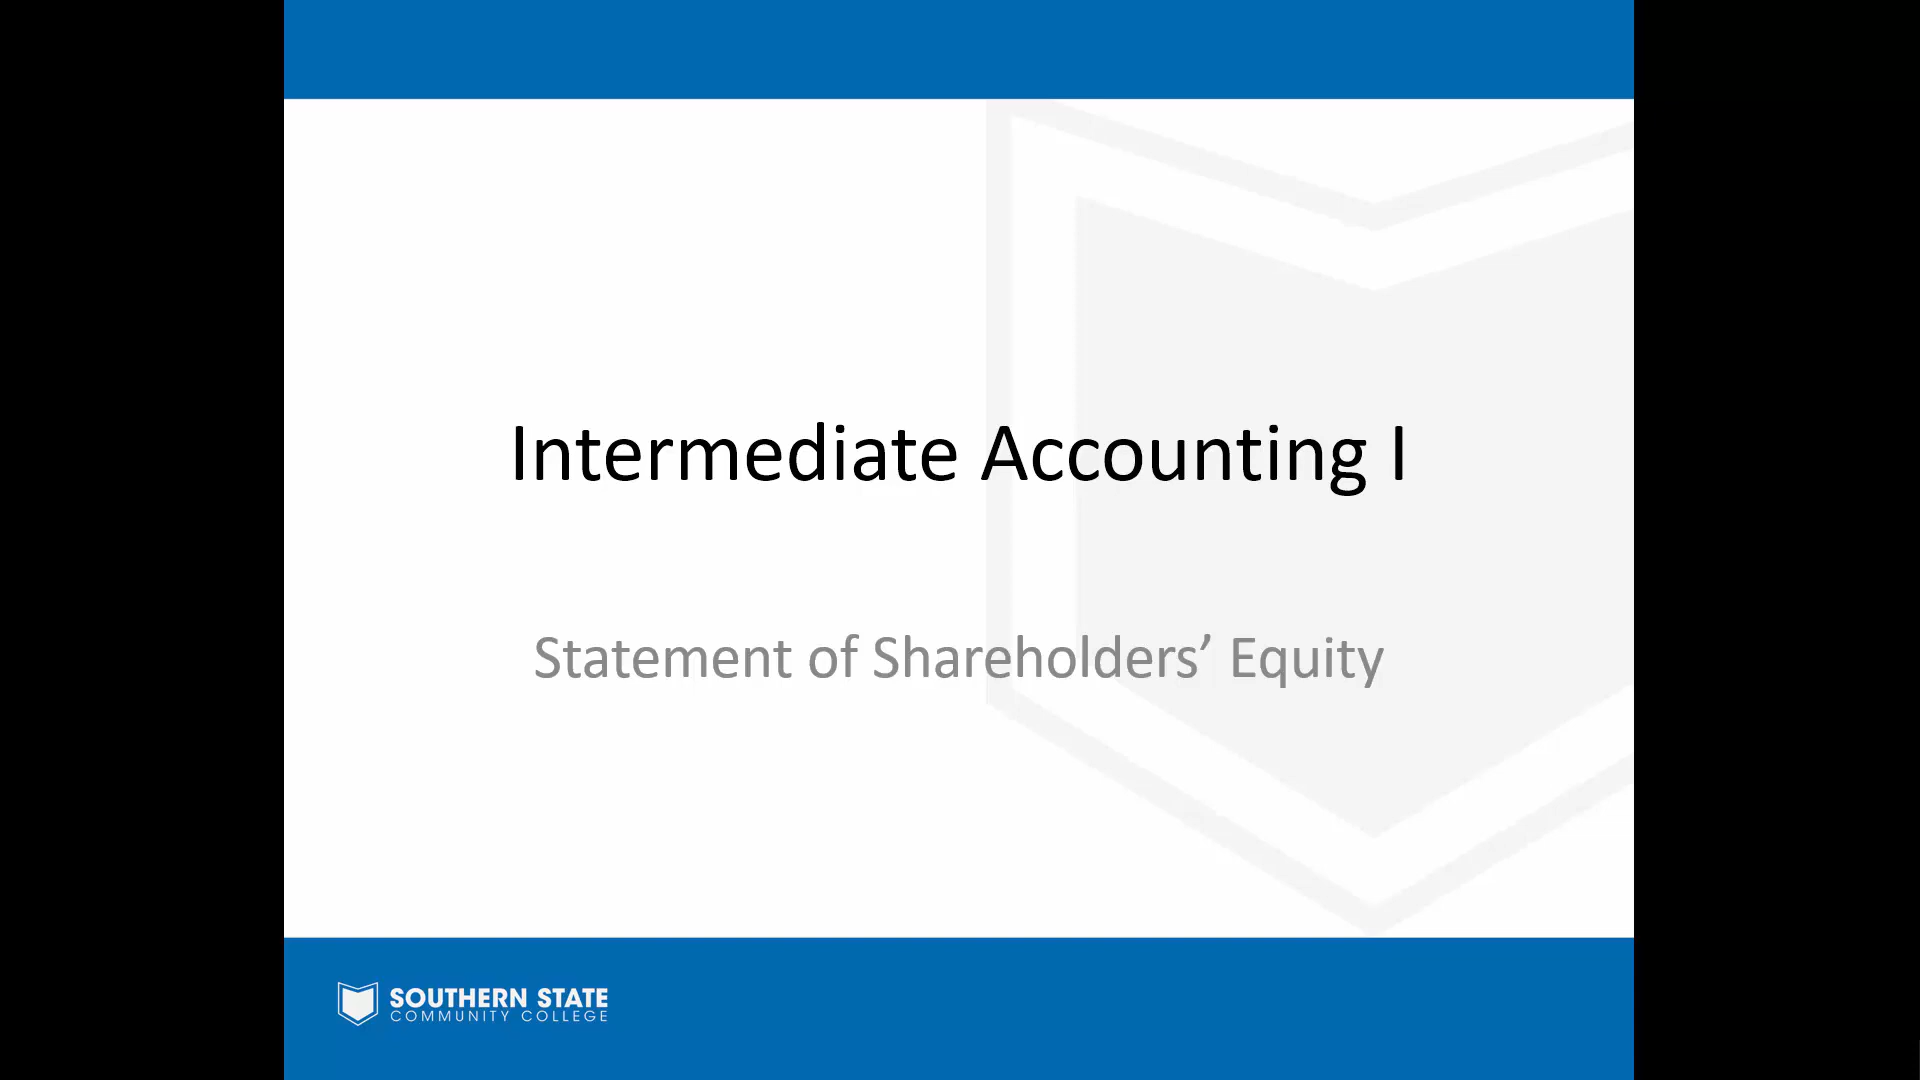 Intermediate Accounting I
Statement of Shareholders’ Equity
SOUTHERN STATE
COMMUNITY COLLEGE